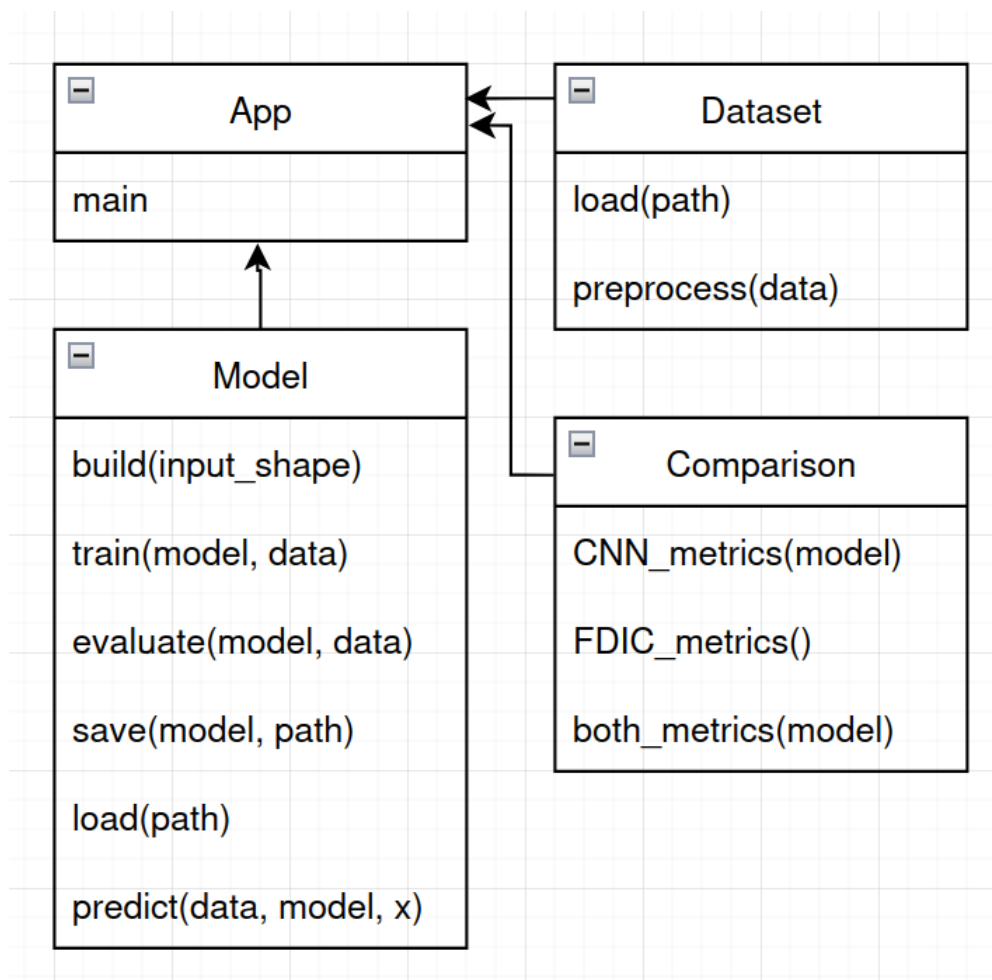 App
main
Dataset
load(path)
preprocess(data)
Model
build(input_shape)
train(model, data)
evaluate(model, data)
save(model, path)
load(path)
predict(data, model, x)
Comparison
CNN_metrics(model)
FDIC_metrics()
both_metrics(model)